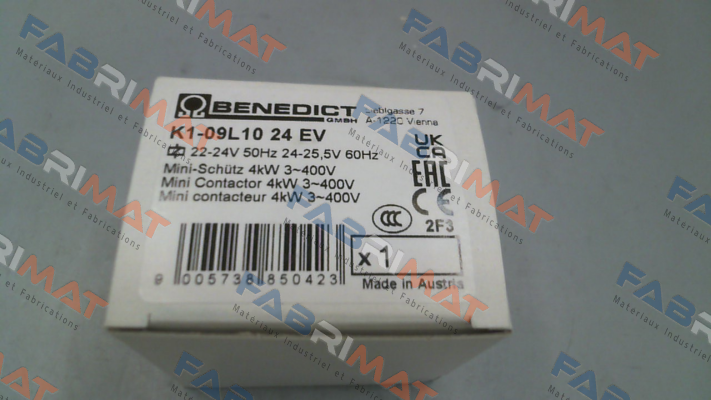 BENEDICT
GMBH
Lieblgasse 7
A-1220 Vienna
K1-09L10 24 EV
22-24V 50Hz 24-25,5V 60Hz
Mini-Schütz 4kW 3~400V
Mini Contactor 4kW 3~400V
Mini contacteur 4kW 3~400V
UK
CA
EAC
CCC
CE
2F3
9 005736 850423
x 1
Made in Austria
FABRIMAT
Materiaux Industriel et Fabrications